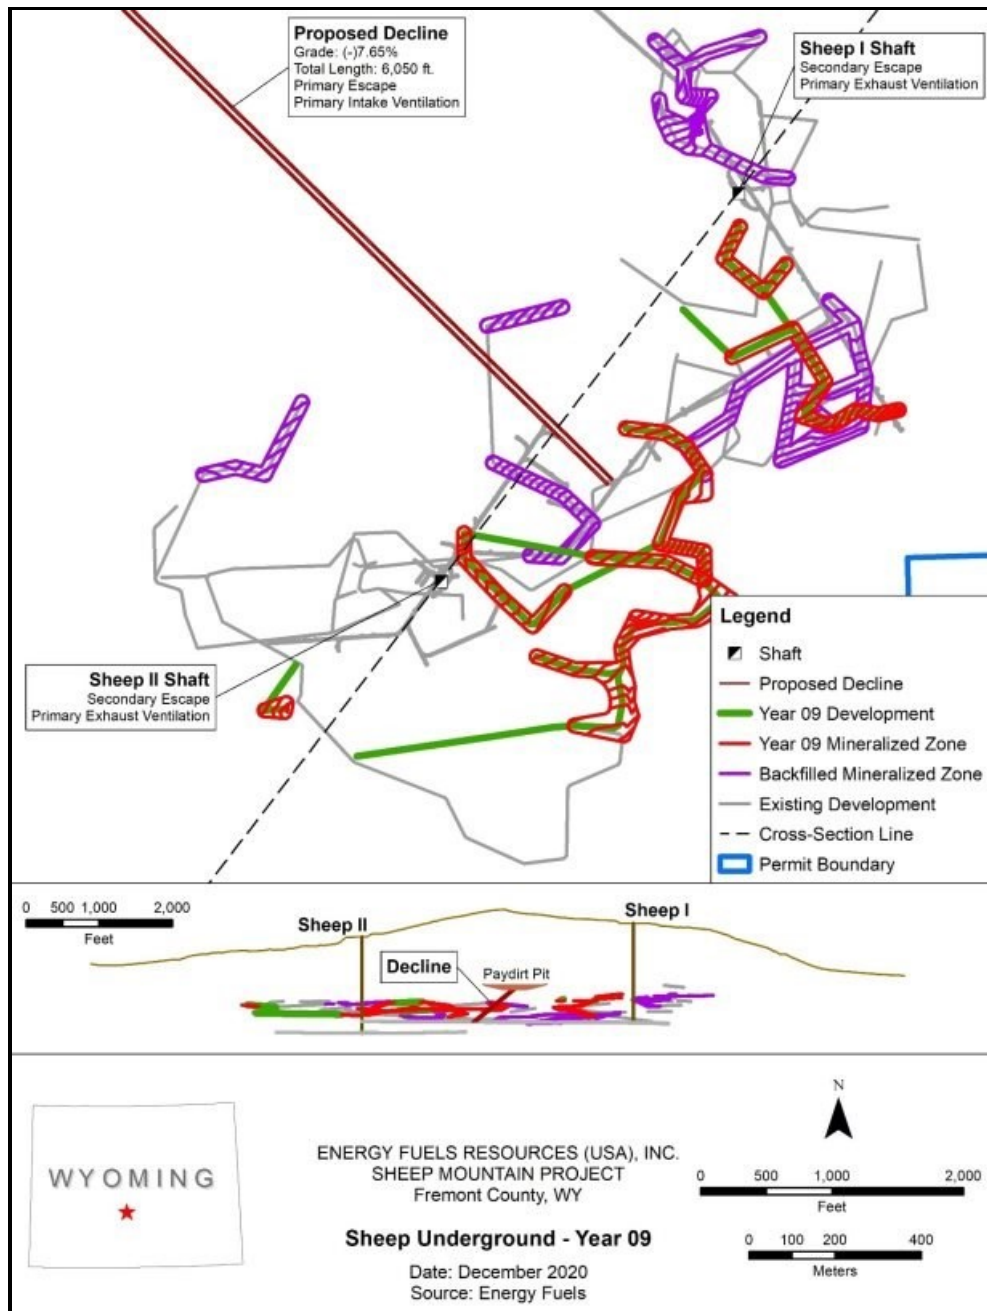 Proposed Decline
Grade: (-)7.65%
Total Length: 6,050 ft.
Primary Escape
Primary Intake Ventilation
Sheep I Shaft
Secondary Escape
Primary Exhaust Ventilation
Sheep II Shaft
Secondary Escape
Primary Exhaust Ventilation
Legend
Shaft
Proposed Decline
Year 09 Development
Year 09 Mineralized Zone
Backfilled Mineralized Zone
Existing Development
Cross-Section Line
Permit Boundary
0 500 1,000 2,000
Feet
Sheep II
Sheep I
Decline
Paydirt Pit
WYOMING
ENERGY FUELS RESOURCES (USA), INC.
SHEEP MOUNTAIN PROJECT
Fremont County, WY
Sheep Underground - Year 09
Date: December 2020
Source: Energy Fuels
N
0 500 1,000 2,000
Feet
0 100 200 400
Meters